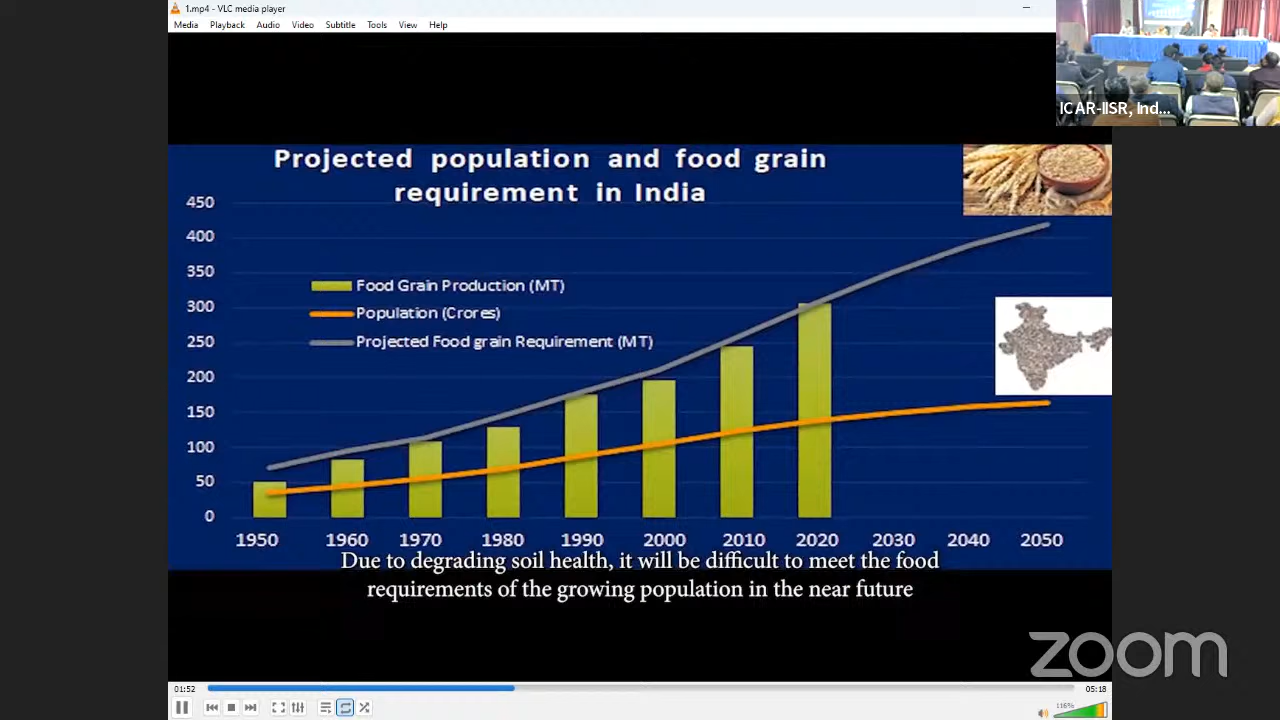 1.mp4 - VLC media player
Media Playback Audio Video Subtitle Tools View Help
ICAR-IISR, Ind...
Projected population and food grain
requirement in India
450
400
350
300
250
200
150
100
50
0
Food Grain Production (MT)
Population (Crores)
Projected Food grain Requirement (MT)
1950 1960 1970 1980 1990 2000 2010 2020 2030 2040 2050
Due to degrading soil health, it will be difficult to meet the food
requirements of the growing population in the near future
zoom
01:52
05:18
116%